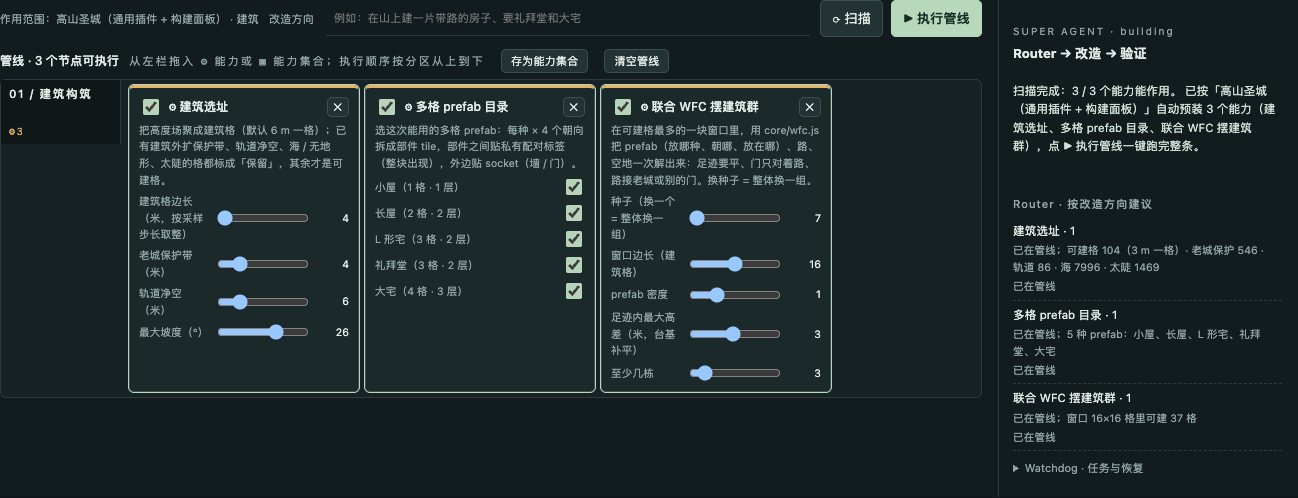 作用范围：高山圣城（通用插件 + 构建面板）· 建筑 改造方向 例如：在山上建一片带路的房子、要礼拜堂和大宅 ⟳ 扫描 ▶ 执行管线
管线 · 3 个节点可执行 从左栏拖入 ⚙ 能力或 ▣ 能力集合；执行顺序按分区从上到下 存为能力集合 清空管线
01 / 建筑构筑
⚙3
⚙ 建筑选址 ✕
把高度场聚成建筑格（默认 6 m 一格）；已
有建筑外扩保护带、轨道净空、海 / 无地
形、太陡的格都标成「保留」，其余才是可
建格。
建筑格边长
（米，按采样
步长取整） 4
老城保护带
（米） 4
轨道净空
（米） 6
最大坡度（°） 26
⚙ 多格 prefab 目录 ✕
选这次能用的多格 prefab：每种 × 4 个朝向
拆成部件 tile，部件之间贴私有配对标签
（整块出现），外边贴 socket（墙 / 门）。
小屋（1 格 · 1 层）
长屋（2 格 · 2 层）
L 形宅（3 格 · 2 层）
礼拜堂（3 格 · 2 层）
大宅（4 格 · 3 层）
⚙ 联合 WFC 摆建筑群 ✕
在可建格最多的一块窗口里，用 core/wfc.js
把 prefab（放哪种、朝哪、放在哪）、路、
空地一次解出来：足迹要平、门只对着路、
路接老城或别的门。换种子 = 整体换一组。
种子（换一个
= 整体换一
组） 7
窗口边长（建
筑格） 16
prefab 密度 1
足迹内最大高
差（米，台基
补平） 3
至少几栋 3
SUPER AGENT · building
Router → 改造 → 验证
扫描完成：3 / 3 个能力能作用。已按「高山圣城
（通用插件 + 构建面板）」自动预装 3 个能力（建
筑选址、多格 prefab 目录、联合 WFC 摆建筑
群），点 ▶ 执行管线一键跑完整条。
Router · 按改造方向建议
建筑选址 · 1
已在管线；可建格 104（3 m 一格）· 老城保护 546 ·
轨道 86 · 海 7996 · 太陡 1469
已在管线
多格 prefab 目录 · 1
已在管线；5 种 prefab：小屋、长屋、L 形宅、礼拜
堂、大宅
已在管线
联合 WFC 摆建筑群 · 1
已在管线；窗口 16×16 格里可建 37 格
已在管线
▶ Watchdog · 任务与恢复